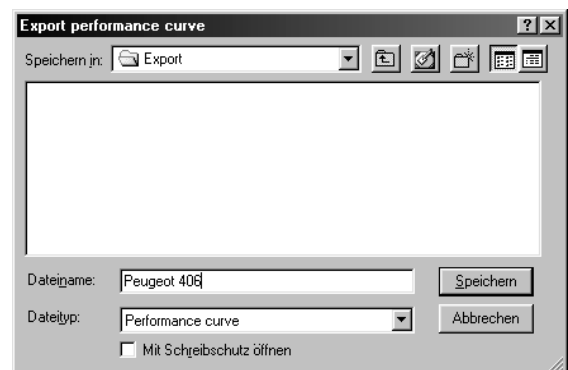 Export performance curve
Speichern in: Export
Dateiname: Peugeot 406 Speichern
Dateityp: Performance curve Abbrechen
Mit Schreibschutz öffnen